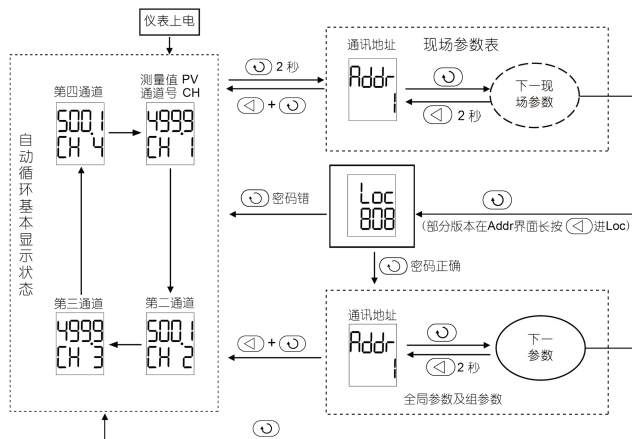 仪表上电
自动循环基本显示状态
第四通道
500.1
CH 4
测量值 PV
通道号 CH
499.9
CH 1
第三通道
499.9
CH 3
第二通道
500.1
CH 2
2 秒
+
通讯地址
现场参数表
Addr
1
2 秒
下一现
场参数
密码错
Loc
808
(部分版本在Addr界面长按 进Loc)
密码正确
+
通讯地址
Addr
1
2 秒
下一
参数
全局参数及组参数